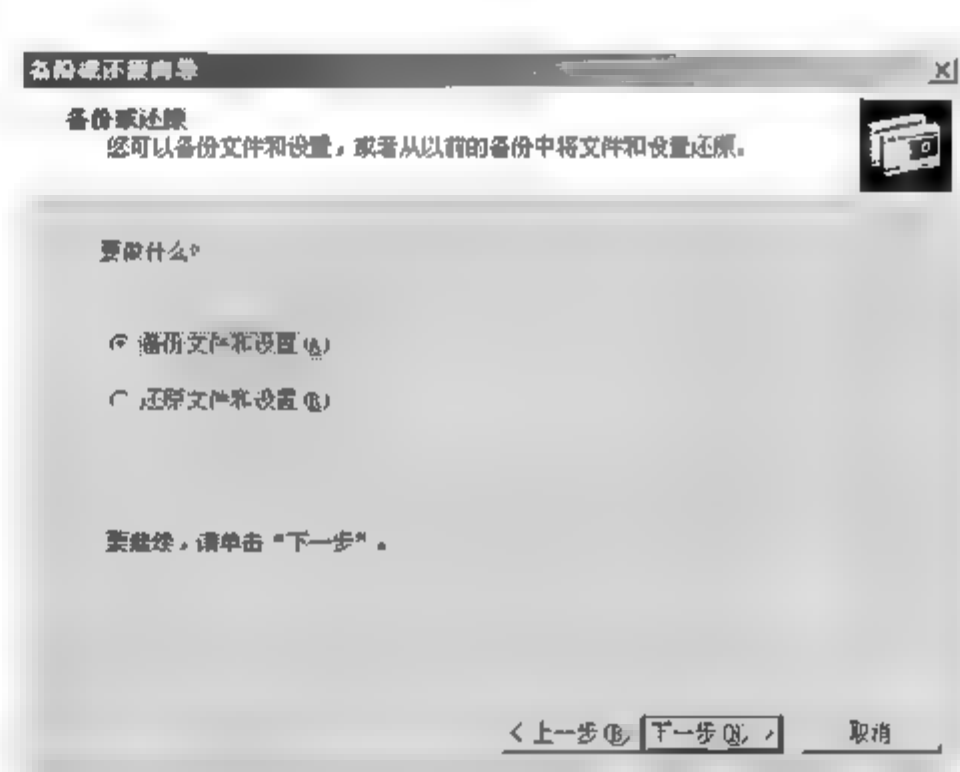 备份或还原向导
备份或还原
您可以备份文件和设置，或者从以前的备份中将文件和设置还原。
要做什么?
备份文件和设置(A)
还原文件和设置(R)
要继续，请单击“下一步”。
< 上一步(B) 下一步(N) > 取消